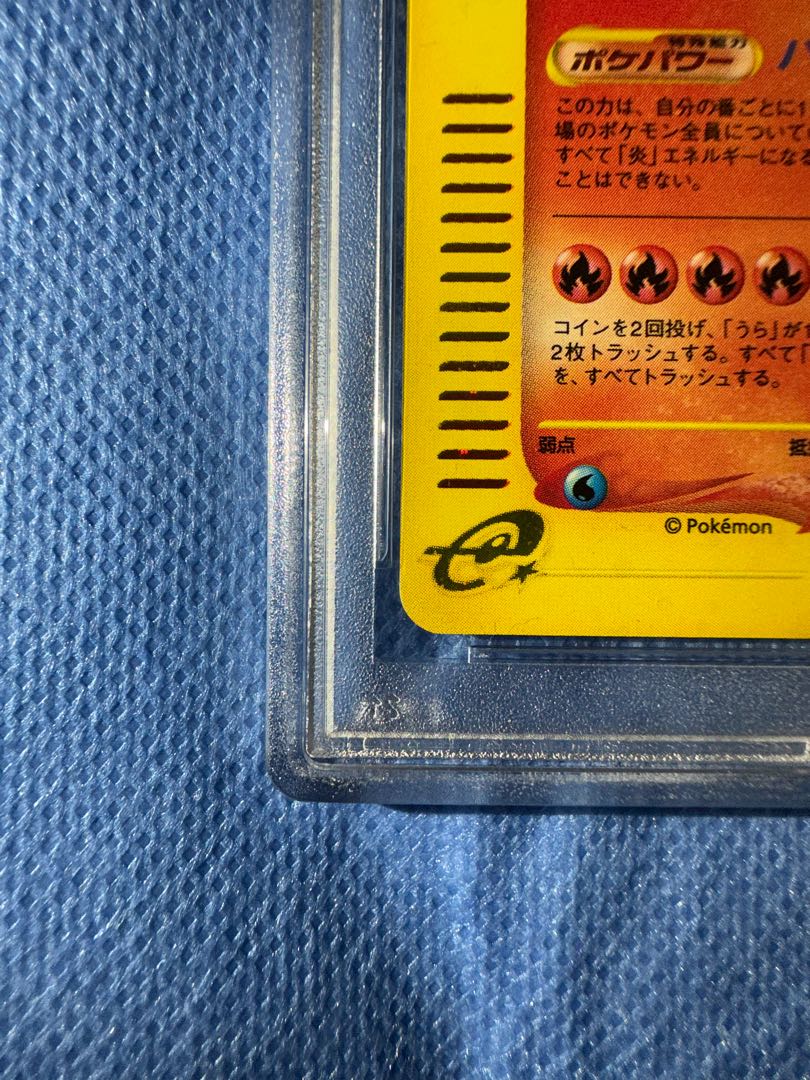 特殊能力
ポケパワー
この力は、自分の番ごとに
場のポケモン全員について
すべて「炎」エネルギーになる
ことはできない。
コインを2回投げ、「うら」が
2枚トラッシュする。すべて「
を、すべてトラッシュする。
弱点
抵
© Pokémon